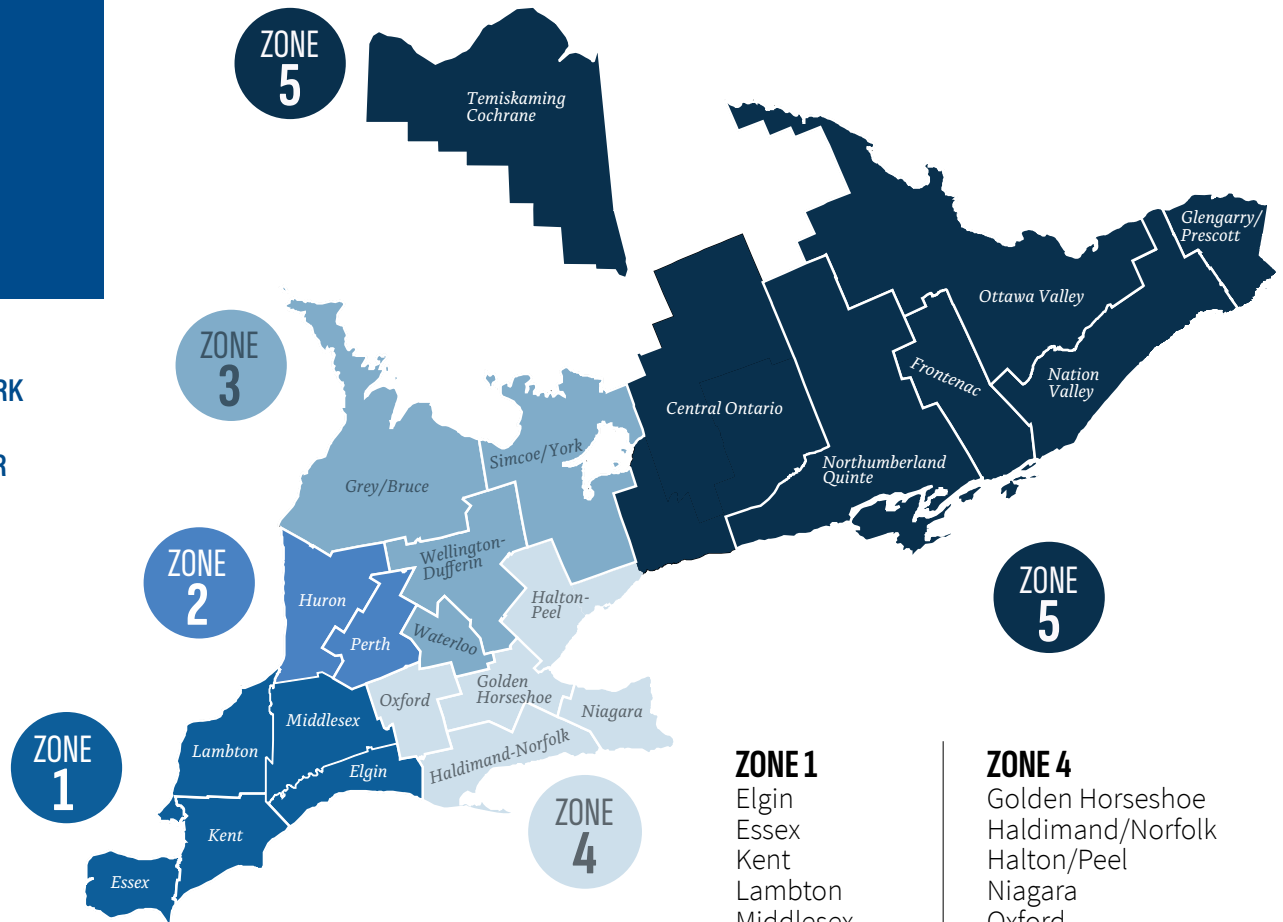 ZONE
5
Temiskaming
Cochrane
Glengarry/
Prescott
Ottawa Valley
ZONE
3
RK
Frontenac
Nation
Valley
Central Ontario
R
Simcoe/York
Northumberland
Quinte
Grey/Bruce
ZONE
2
Wellington-
Dufferin
Huron
Halton-
Peel
ZONE
5
Perth
Waterloo
Oxford
Golden
Horseshoe
Niagara
Middlesex
Lambton
Elgin
Haldimand-Norfolk
ZONE
1
Kent
Essex
ZONE
4
ZONE 1
Elgin
Essex
Kent
Lambton
Middlesex
ZONE 4
Golden Horseshoe
Haldimand/Norfolk
Halton/Peel
Niagara
Oxford